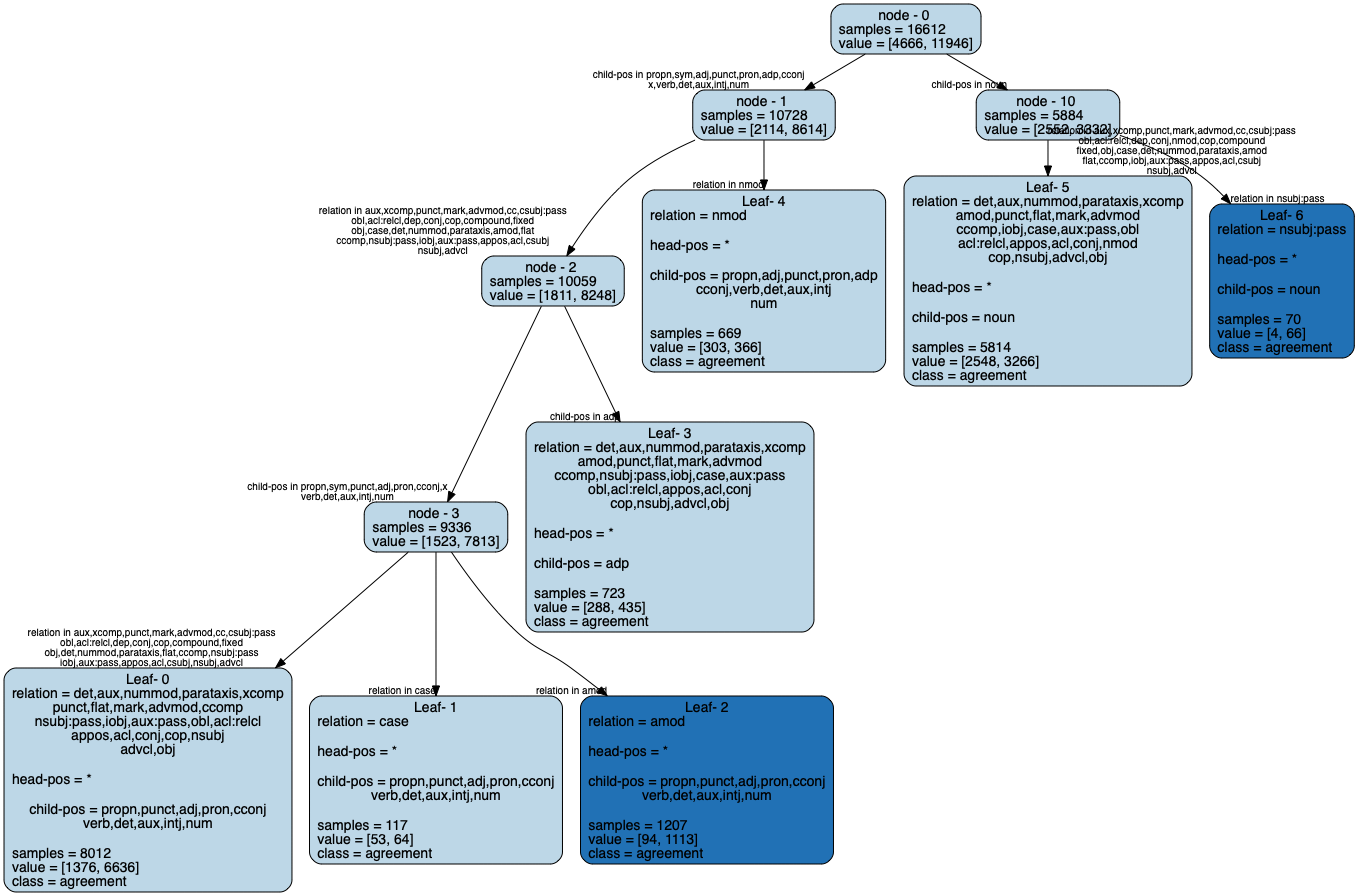 node - 0
samples = 16612
value = [4666, 11946]
child-pos in propn,sym,adj,punct,pron,adp,cconj
x,verb,det,aux,intj,num
child-pos in noun
node - 1
samples = 10728
value = [2114, 8614]
node - 10
samples = 5884
value = [2552, 3332]
relation in aux,xcomp,punct,mark,advmod,cc,csubj:pass
obl,acl:relcl,dep,conj,nmod,cop,compound
fixed,obj,case,det,nummod,parataxis,amod
flat,ccomp,iobj,aux:pass,appos,acl,csubj
nsubj,advcl
relation in nmod
relation in nsubj:pass
Leaf- 4
relation = nmod
head-pos = *
child-pos = propn,adj,punct,pron,adp
cconj,verb,det,aux,intj
num
samples = 669
value = [303, 366]
class = agreement
Leaf- 5
relation = det,aux,nummod,parataxis,xcomp
amod,punct,flat,mark,advmod
ccomp,iobj,case,aux:pass,obl
acl:relcl,appos,acl,conj,nmod
cop,nsubj,advcl,obj
head-pos = *
child-pos = noun
samples = 5814
value = [2548, 3266]
class = agreement
Leaf- 6
relation = nsubj:pass
head-pos = *
child-pos = noun
samples = 70
value = [4, 66]
class = agreement
relation in aux,xcomp,punct,mark,advmod,cc,csubj:pass
obl,acl:relcl,dep,conj,cop,compound,fixed
obj,case,det,nummod,parataxis,amod,flat
ccomp,nsubj:pass,iobj,aux:pass,appos,acl,csubj
nsubj,advcl
node - 2
samples = 10059
value = [1811, 8248]
child-pos in adp
Leaf- 3
relation = det,aux,nummod,parataxis,xcomp
amod,punct,flat,mark,advmod
ccomp,nsubj:pass,iobj,case,aux:pass
obl,acl:relcl,appos,acl,conj
cop,nsubj,advcl,obj
head-pos = *
child-pos = adp
samples = 723
value = [288, 435]
class = agreement
child-pos in propn,sym,punct,adj,pron,cconj,x
verb,det,aux,intj,num
node - 3
samples = 9336
value = [1523, 7813]
relation in aux,xcomp,punct,mark,advmod,cc,csubj:pass
obl,acl:relcl,dep,conj,cop,compound,fixed
obj,det,nummod,parataxis,flat,ccomp,nsubj:pass
iobj,aux:pass,appos,acl,csubj,nsubj,advcl
relation in case
relation in amod
Leaf- 0
relation = det,aux,nummod,parataxis,xcomp
punct,flat,mark,advmod,ccomp
nsubj:pass,iobj,aux:pass,obl,acl:relcl
appos,acl,conj,cop,nsubj
advcl,obj
head-pos = *
child-pos = propn,punct,adj,pron,cconj
verb,det,aux,intj,num
samples = 8012
value = [1376, 6636]
class = agreement
Leaf- 1
relation = case
head-pos = *
child-pos = propn,punct,adj,pron,cconj
verb,det,aux,intj,num
samples = 117
value = [53, 64]
class = agreement
Leaf- 2
relation = amod
head-pos = *
child-pos = propn,punct,adj,pron,cconj
verb,det,aux,intj,num
samples = 1207
value = [94, 1113]
class = agreement